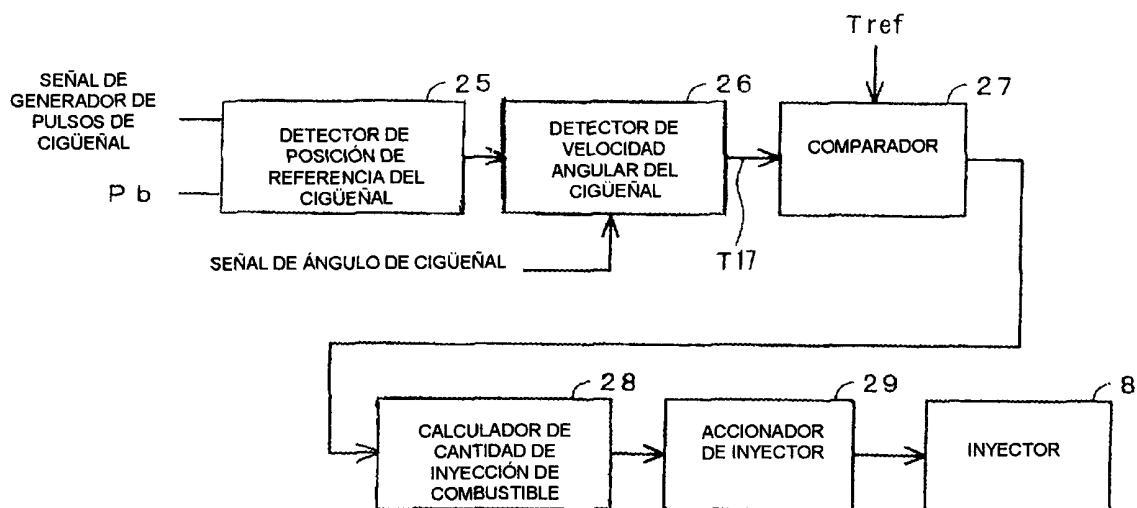 Tref
SEÑAL DE
GENERADOR DE
PULSOS DE
CIGÜEÑAL
Pb
25
DETECTOR DE
POSICIÓN DE
REFERENCIA DEL
CIGÜEÑAL
26
DETECTOR DE
VELOCIDAD
ANGULAR DEL
CIGÜEÑAL
27
COMPARADOR
SEÑAL DE ÁNGULO DE CIGÜEÑAL
T17
28
CALCULADOR DE
CANTIDAD DE
INYECCIÓN DE
COMBUSTIBLE
29
ACCIONADOR
DE INYECTOR
8
INYECTOR